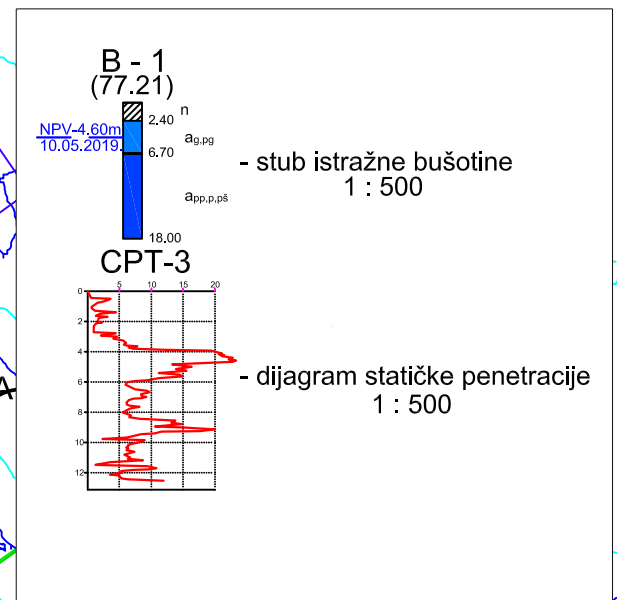 B - 1
(77.21)
n
2.40
NPV-4.60m
10.05.2019.
ag,pg
6.70
app,p,pš
18.00
- stub istražne bušotine
1 : 500
CPT-3
5 10 15 20
0
2
4
6
8
10
12
- dijagram statičke penetracije
1 : 500